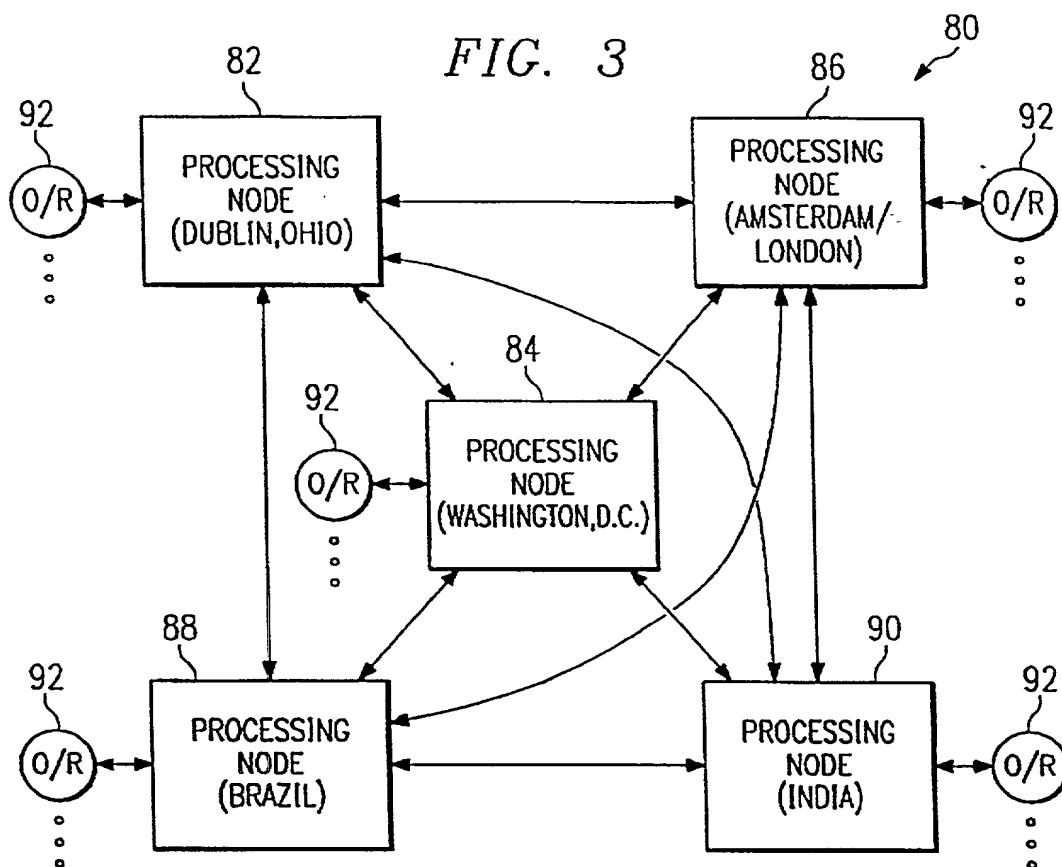 FIG. 3
80
82
86
92
92
PROCESSING
NODE
(DUBLIN,OHIO)
PROCESSING
NODE
(AMSTERDAM/
LONDON)
O/R
O/R
84
92
PROCESSING
NODE
(WASHINGTON,D.C.)
O/R
88
90
92
92
PROCESSING
NODE
(BRAZIL)
PROCESSING
NODE
(INDIA)
O/R
O/R